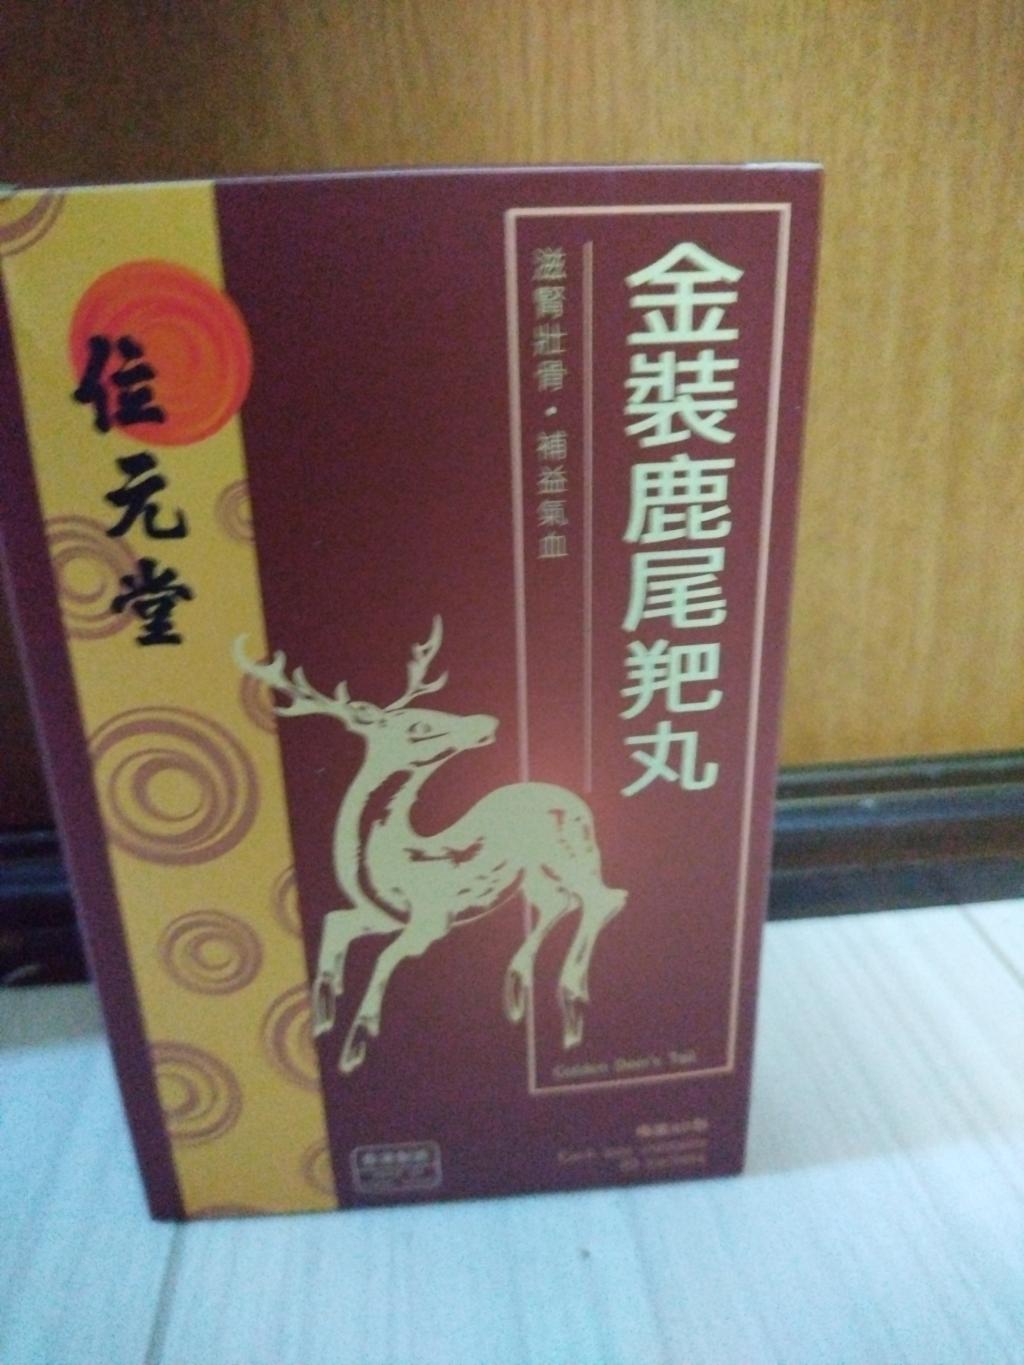 位元堂
金裝鹿尾羓丸
滋腎壯骨・補益氣血
Golden Deer's Tail